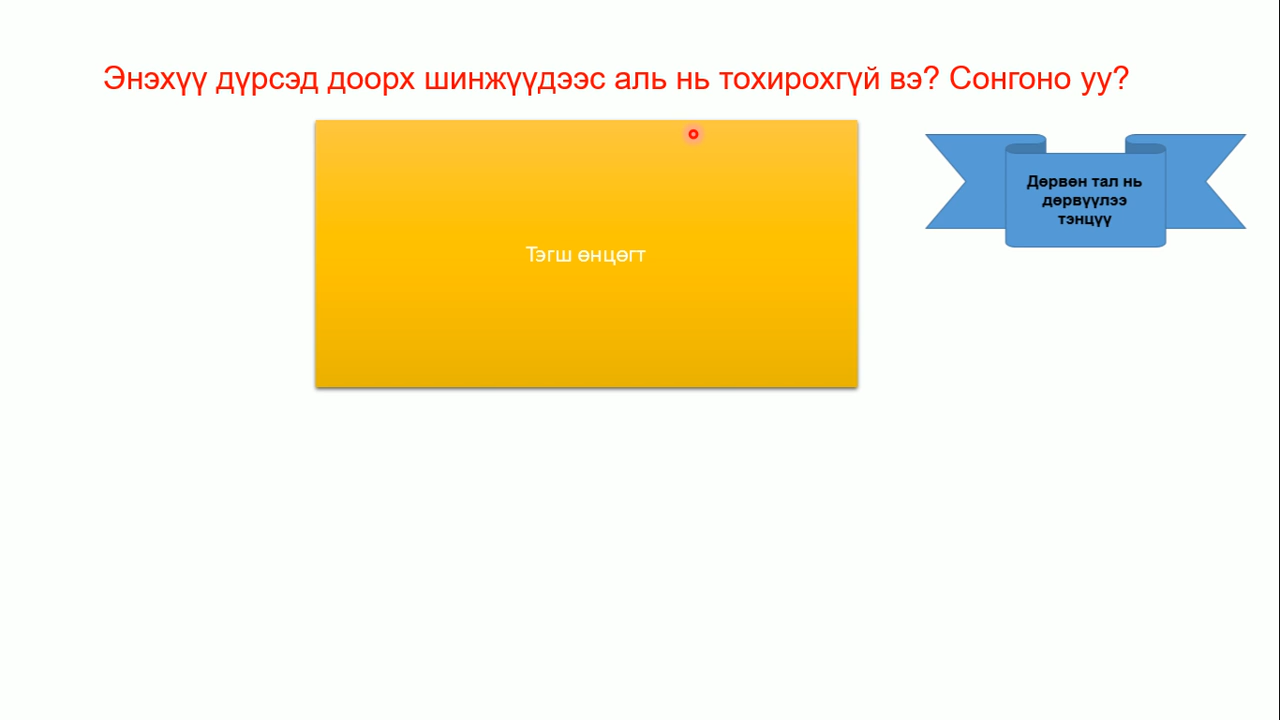 Энэхүү дүрсэд доорх шинжүүдээс аль нь тохирохгүй вэ? Сонгоно уу?
Тэгш өнцөгт
Дөрвөн тал нь
дөрвүүлээ
тэнцүү